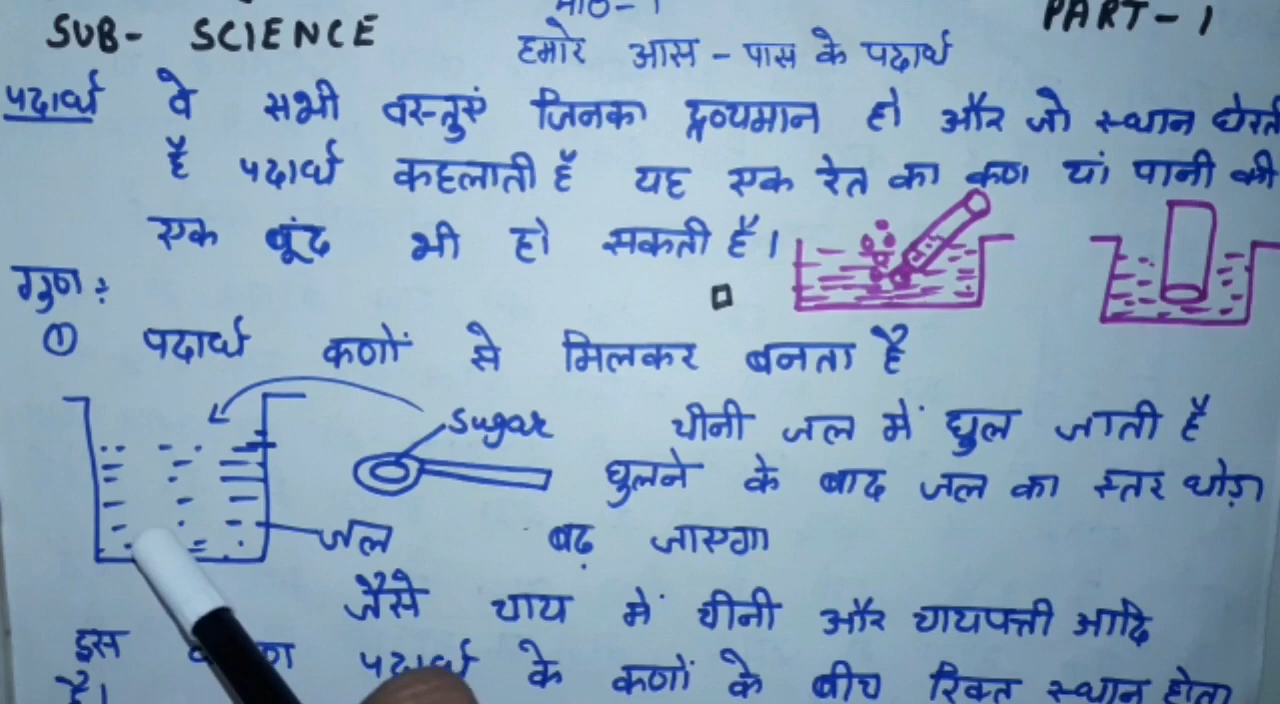 SUB- SCIENCE
पाठ-1
PART-1
हमारे आस-पास के पदार्थ
पदार्थ वे सभी वस्तुएं जिनका द्रव्यमान हो और जो स्थान घेरती
है पदार्थ कहलाती हैं यह एक रेत का कण यां पानी की
एक बूंद भी हो सकती है।
गुण:
① पदार्थ कणों से मिलकर बनता है
sugar चीनी जल में घुल जाती है
घुलने के बाद जल का स्तर थोड़ा
जल बढ़ जाएगा
जैसे चाय में चीनी और चायपत्ती आदि
इस पदार्थ के कणों के बीच रिक्त स्थान होता
है।